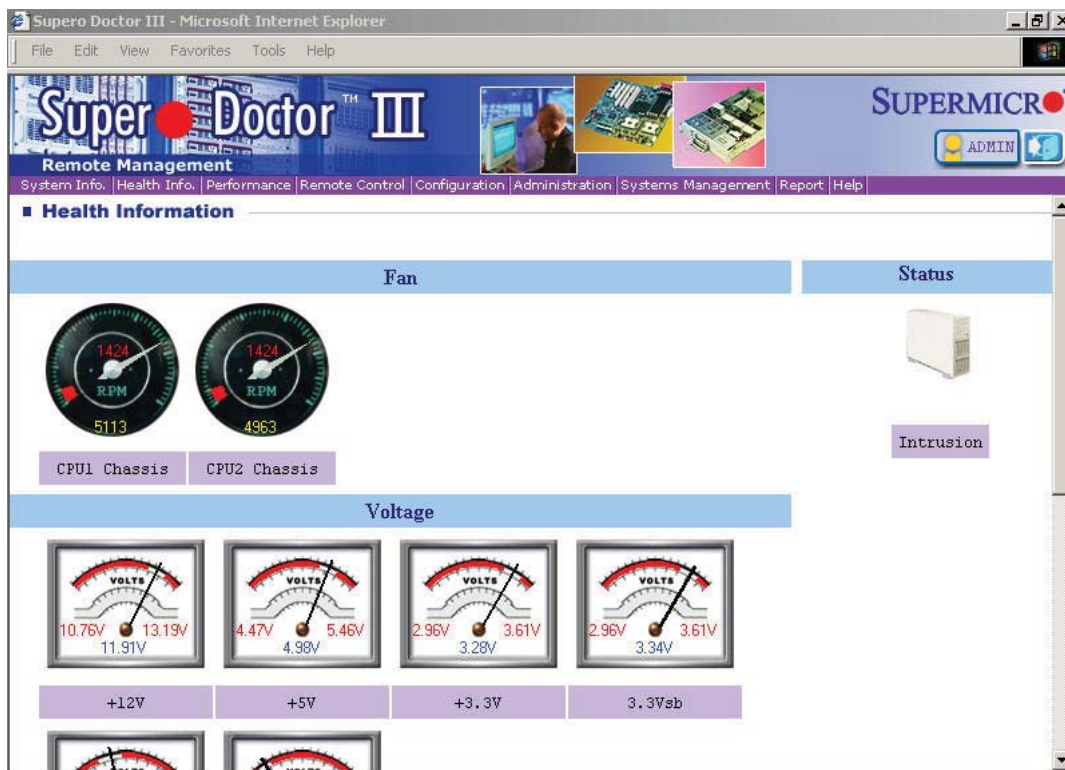 Supero Doctor III - Microsoft Internet Explorer
File Edit View Favorites Tools Help
Super Doctor™ III
SUPERMICR
Remote Management
ADMIN
System Info. Health Info. Performance Remote Control Configuration Administration Systems Management Report Help
Health Information
Fan
Status
1424
RPM
5113
1424
RPM
4963
CPU1 Chassis
CPU2 Chassis
Intrusion
Voltage
VOLTS
10.76V 13.19V
11.91V
VOLTS
4.47V 5.46V
4.98V
VOLTS
2.96V 3.61V
3.28V
VOLTS
2.96V 3.61V
3.34V
+12V
+5V
+3.3V
3.3Vsb